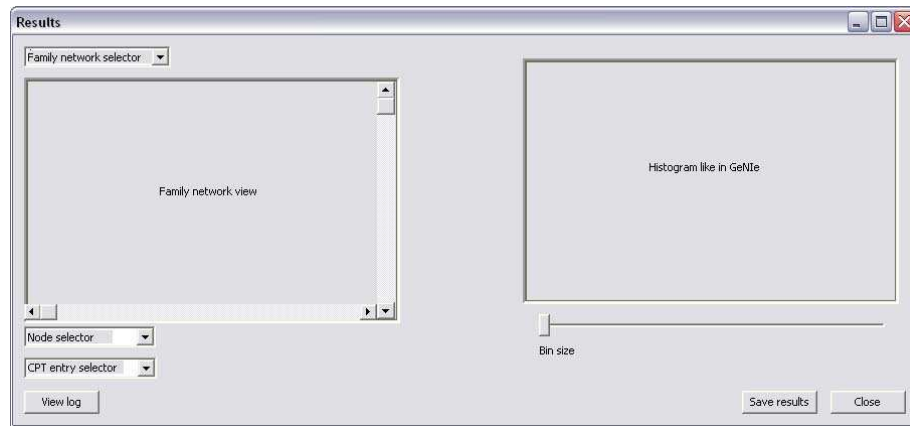 Results
Family network selector
Family network view
Histogram like in GeNIe
Node selector
Bin size
CPT entry selector
View log
Save results
Close